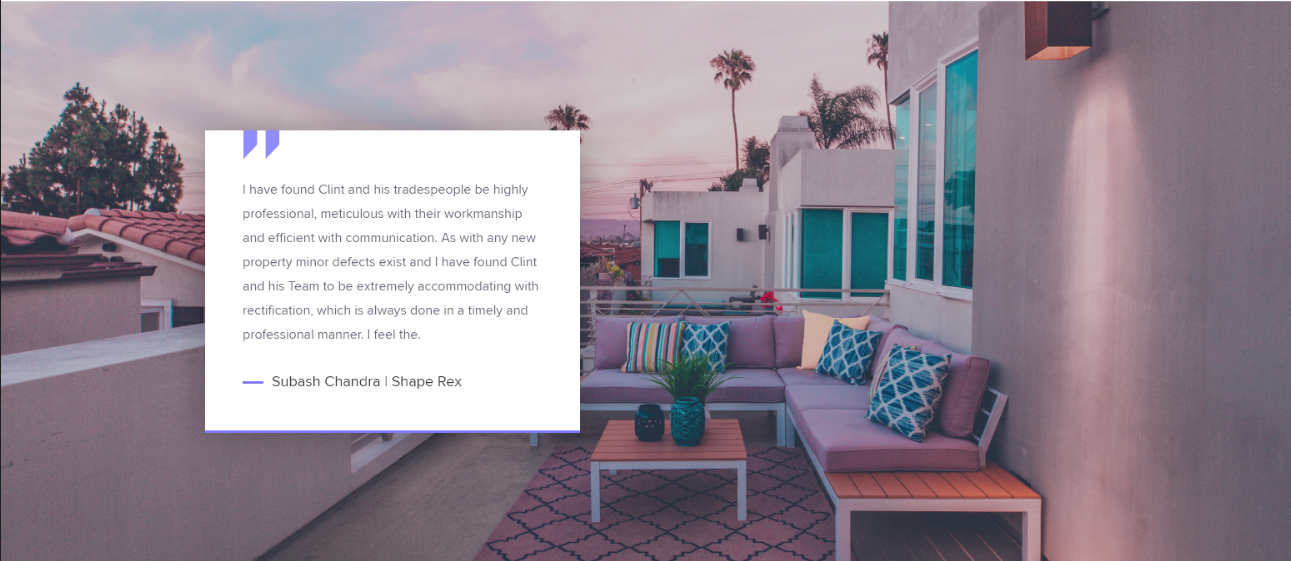 I have found Clint and his tradespeople be highly
professional, meticulous with their workmanship
and efficient with communication. As with any new
property minor defects exist and I have found Clint
and his Team to be extremely accommodating with
rectification, which is always done in a timely and
professional manner. I feel the.
Subash Chandra | Shape Rex